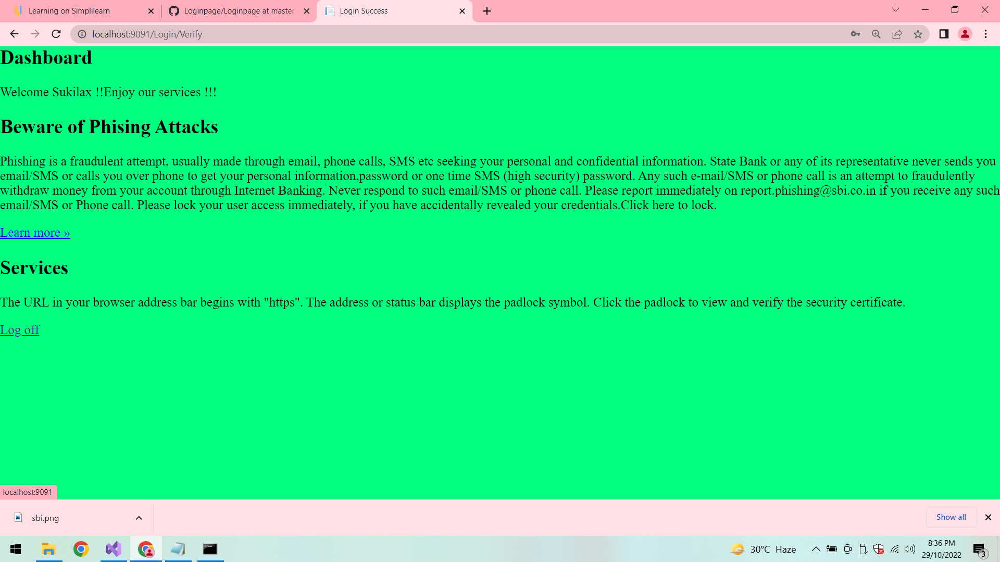 Learning on Simplilearn
Loginpage/Loginpage at master
Login Success
localhost:9091/Login/Verify
Dashboard
Welcome Sukilax !!Enjoy our services !!!
Beware of Phising Attacks
Phishing is a fraudulent attempt, usually made through email, phone calls, SMS etc seeking your personal and confidential information. State Bank or any of its representative never sends you
email/SMS or calls you over phone to get your personal information,password or one time SMS (high security) password. Any such e-mail/SMS or phone call is an attempt to fraudulently
withdraw money from your account through Internet Banking. Never respond to such email/SMS or phone call. Please report immediately on report.phishing@sbi.co.in if you receive any such
email/SMS or Phone call. Please lock your user access immediately, if you have accidentally revealed your credentials.Click here to lock.
Learn more »
Services
The URL in your browser address bar begins with "https". The address or status bar displays the padlock symbol. Click the padlock to view and verify the security certificate.
Log off
localhost:9091
sbi.png
Show all
30°C Haze
8:36 PM
29/10/2022
3